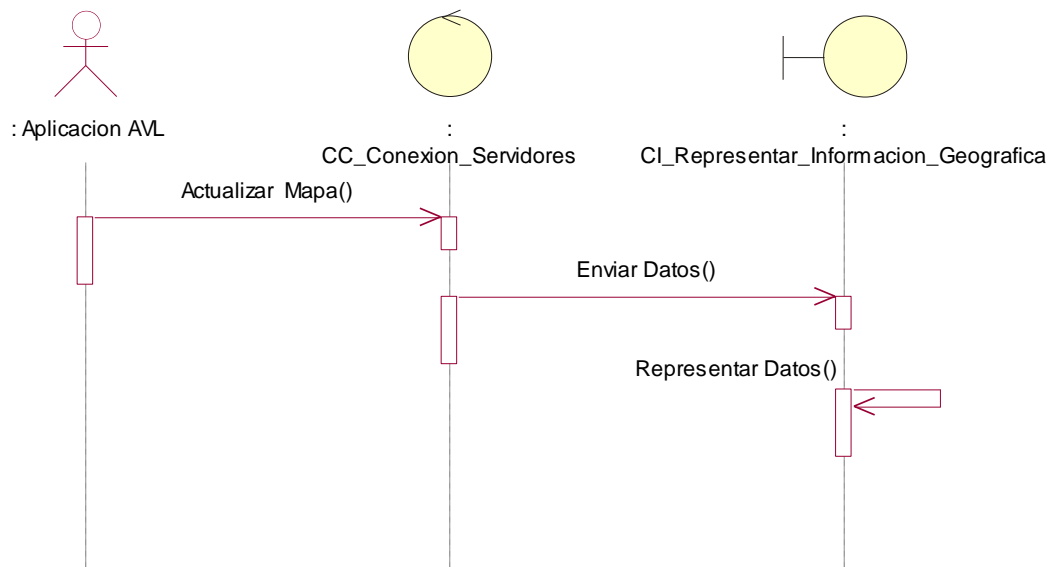 : Aplicacion AVL
:
CC_Conexion_Servidores
:
CI_Representar_Informacion_Geografica
Actualizar Mapa()
Enviar Datos()
Representar Datos()